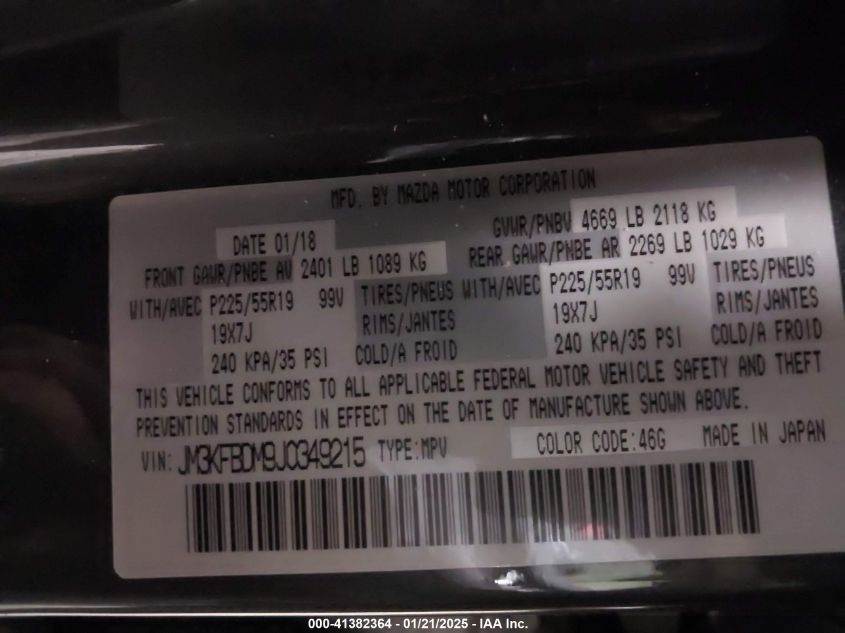 MFD. BY MAZDA MOTOR CORPORATION
DATE 01/18 GVWR/PNBV 4669 LB 2118 KG
FRONT GAWR/PNBE AV 2401 LB 1089 KG REAR GAWR/PNBE AR 2269 LB 1029 KG
WITH/AVEC P225/55R19 99V TIRES/PNEUS WITH/AVEC P225/55R19 99V TIRES/PNEUS
19X7J RIMS/JANTES 19X7J RIMS/JANTES
240 KPA/35 PSI COLD/A FROID 240 KPA/35 PSI COLD/A FROID
THIS VEHICLE CONFORMS TO ALL APPLICABLE FEDERAL MOTOR VEHICLE SAFETY AND THEFT
PREVENTION STANDARDS IN EFFECT ON THE DATE OF MANUFACTURE SHOWN ABOVE.
VIN: JM3KFBDM9J0349215 TYPE:MPV COLOR CODE:46G MADE IN JAPAN
000-41382364 - 01/21/2025 - IAA Inc.